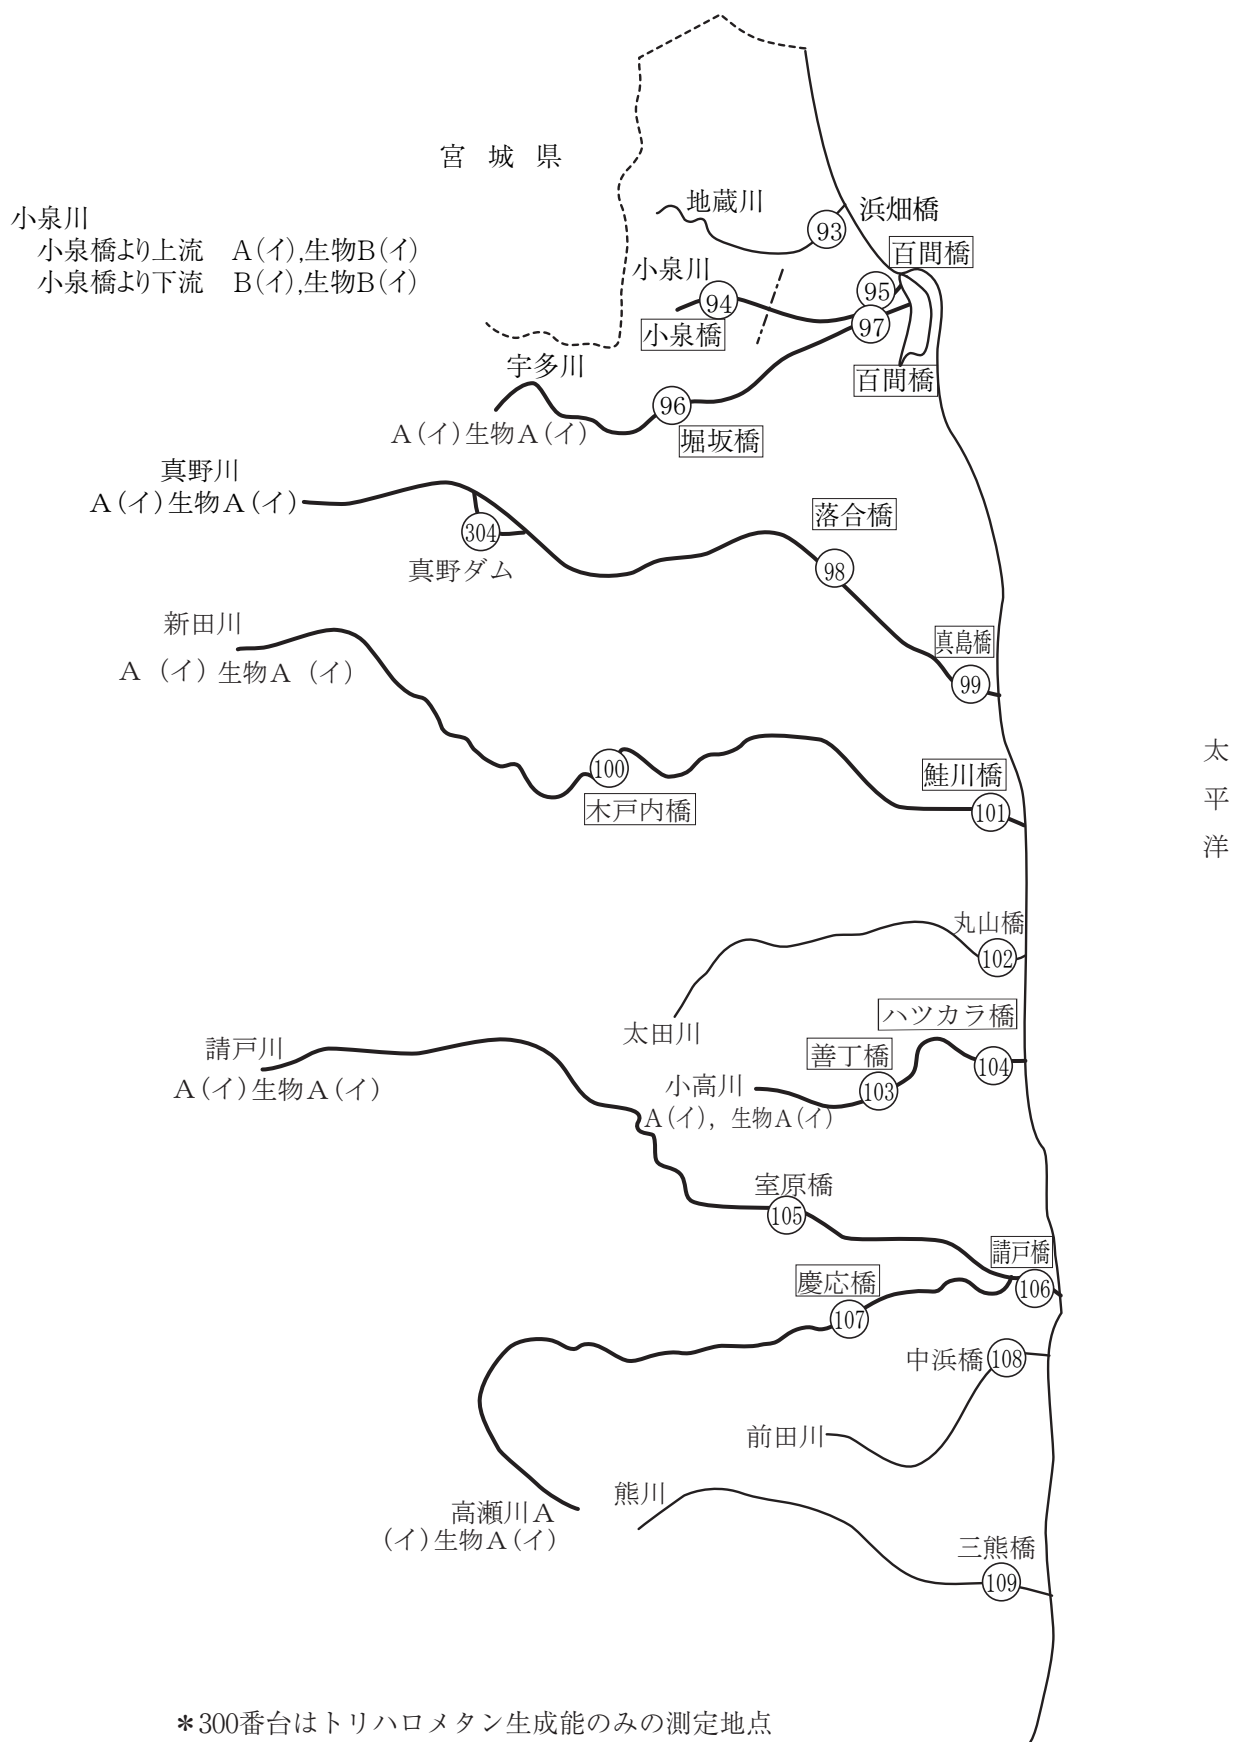 宮城県
地蔵川
93
浜畑橋
小泉川
小泉橋より上流　A(イ),生物B(イ)
小泉橋より下流　B(イ),生物B(イ)
百間橋
小泉川
94
95
小泉橋
97
百間橋
宇多川
96
A(イ)生物A(イ)
堀坂橋
真野川
A(イ)生物A(イ)
落合橋
304
真野ダム
98
新田川
A (イ) 生物A (イ)
真島橋
99
太平洋
100
木戸内橋
鮭川橋
101
丸山橋
102
太田川
ハツカラ橋
請戸川
A(イ)生物A(イ)
善丁橋
104
小高川
103
A(イ), 生物A(イ)
室原橋
105
請戸橋
106
慶応橋
107
中浜橋
108
前田川
熊川
高瀬川A
(イ)生物A(イ)
三熊橋
109
＊300番台はトリハロメタン生成能のみの測定地点